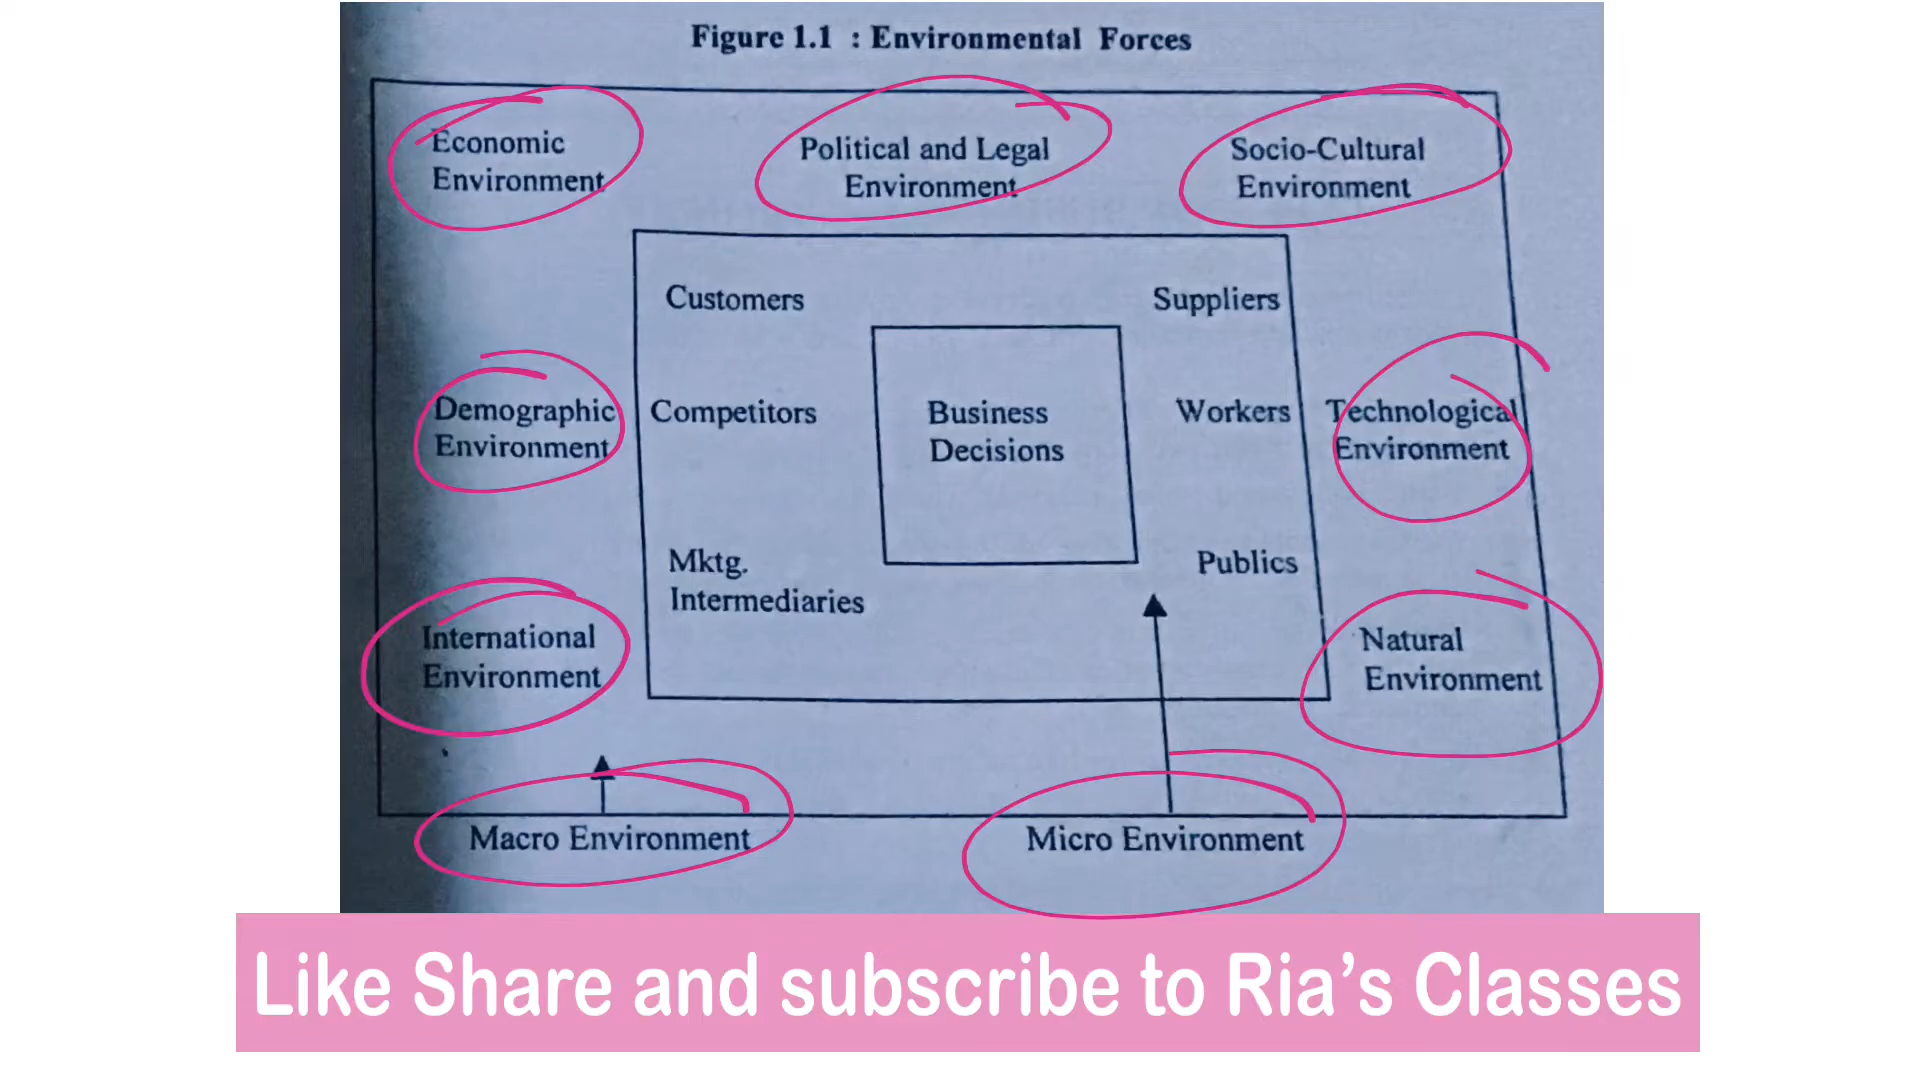 Figure 1.1 : Environmental Forces
Economic
Environment
Political and Legal
Environment
Socio-Cultural
Environment
Customers
Suppliers
Demographic
Environment
Competitors
Business
Decisions
Workers
Technological
Environment
Mktg.
Intermediaries
Publics
International
Environment
Natural
Environment
Macro Environment
Micro Environment
Like Share and subscribe to Ria’s Classes